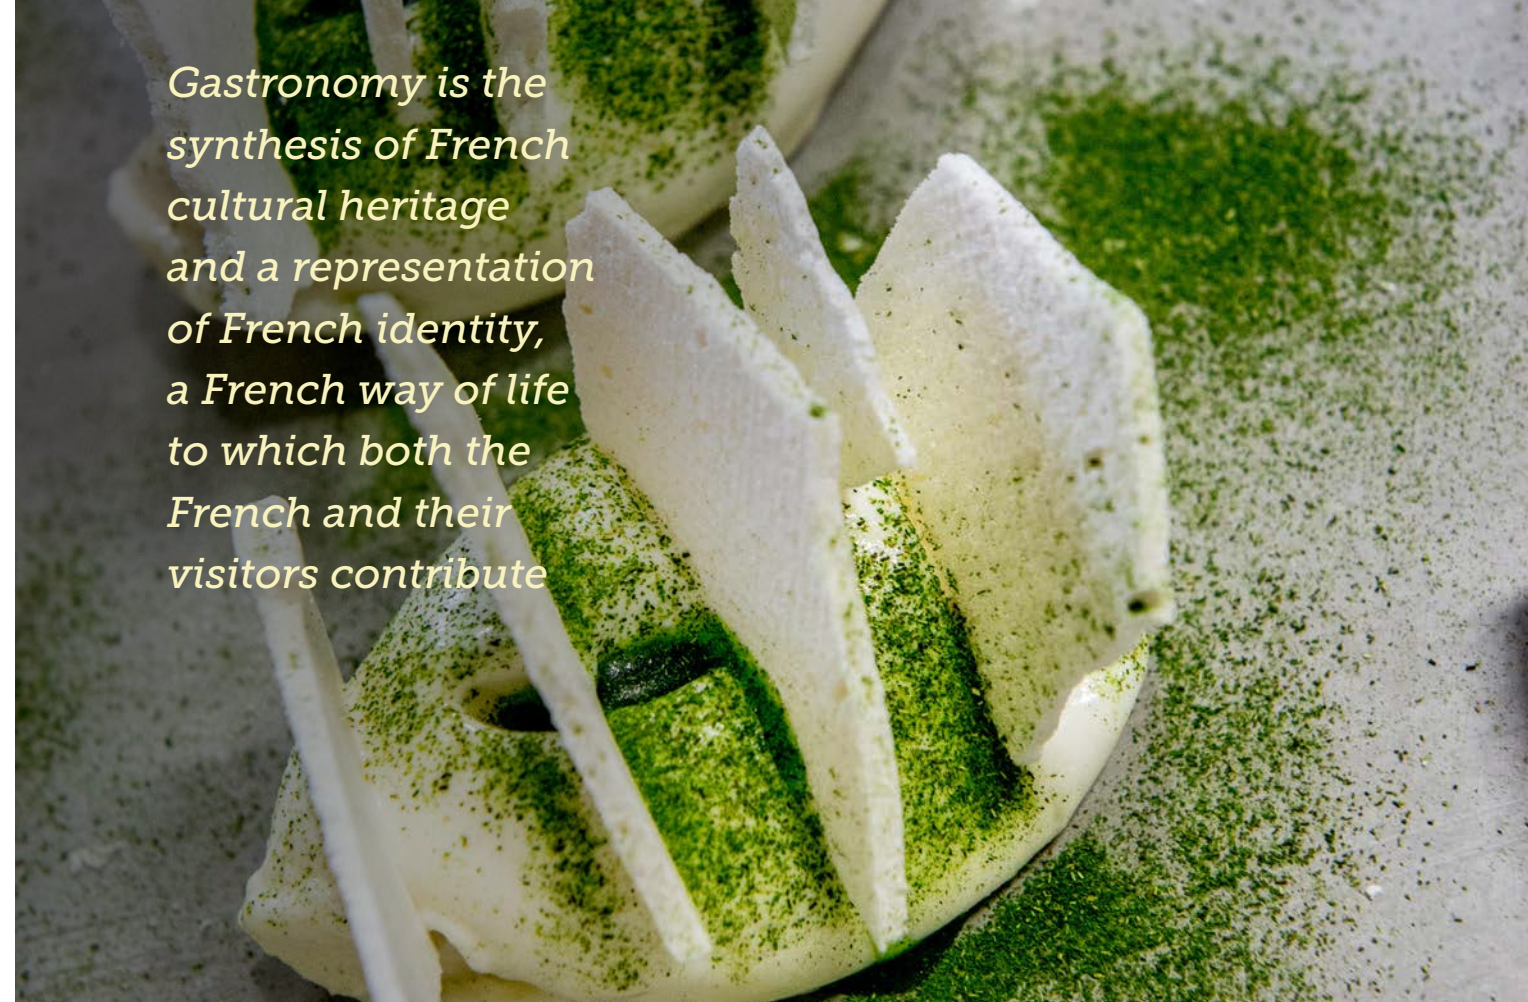 Gastronomy is the
synthesis of French
cultural heritage
and a representation
of French identity,
a French way of life
to which both the
French and their
visitors contribute